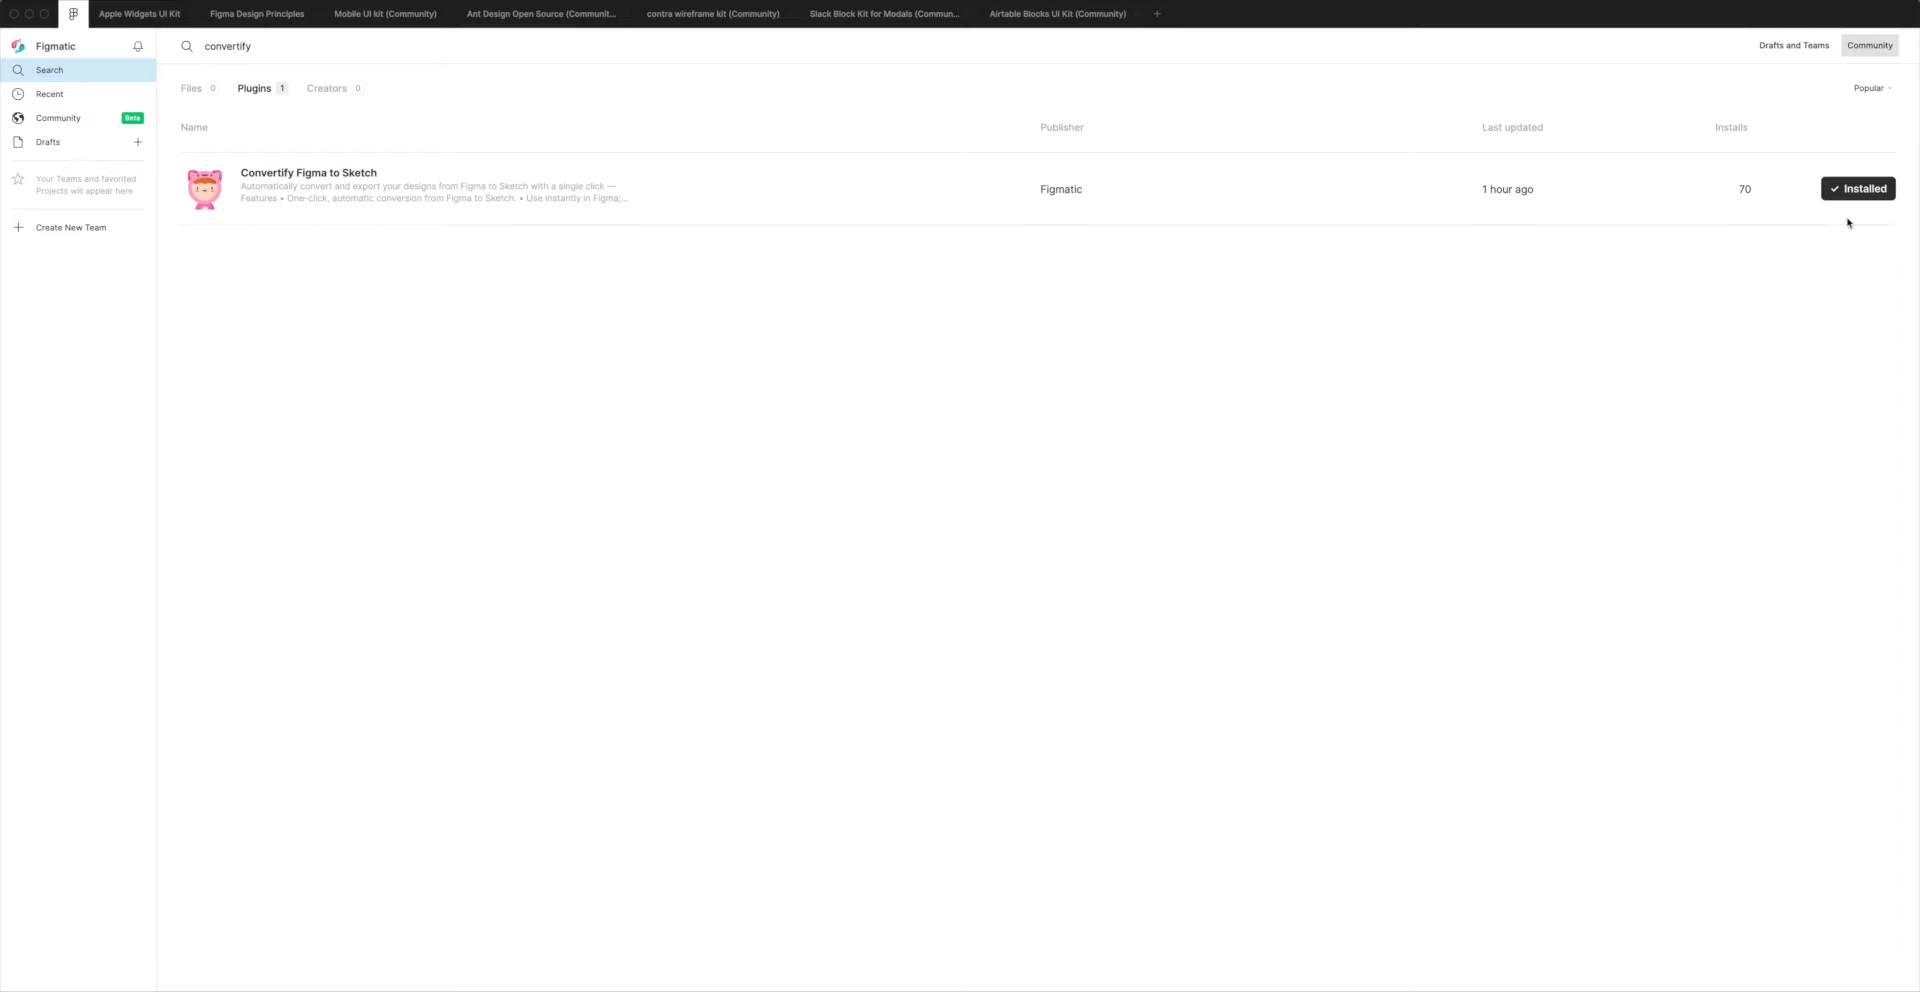 Apple Widgets UI Kit
Figma Design Principles
Mobile UI kit (Community)
Ant Design Open Source (Communit...
contra wireframe kit (Community)
Slack Block Kit for Modals (Commun...
Airtable Blocks UI Kit (Community)
Figmatic
Search
Recent
Community Beta
Drafts
Your Teams and favorited
Projects will appear here
Create New Team
convertify
Drafts and Teams
Community
Files 0
Plugins 1
Creators 0
Popular
Name
Publisher
Last updated
Installs
Convertify Figma to Sketch
Automatically convert and export your designs from Figma to Sketch with a single click —
Features • One-click, automatic conversion from Figma to Sketch. • Use instantly in Figma;...
Figmatic
1 hour ago
70
Installed